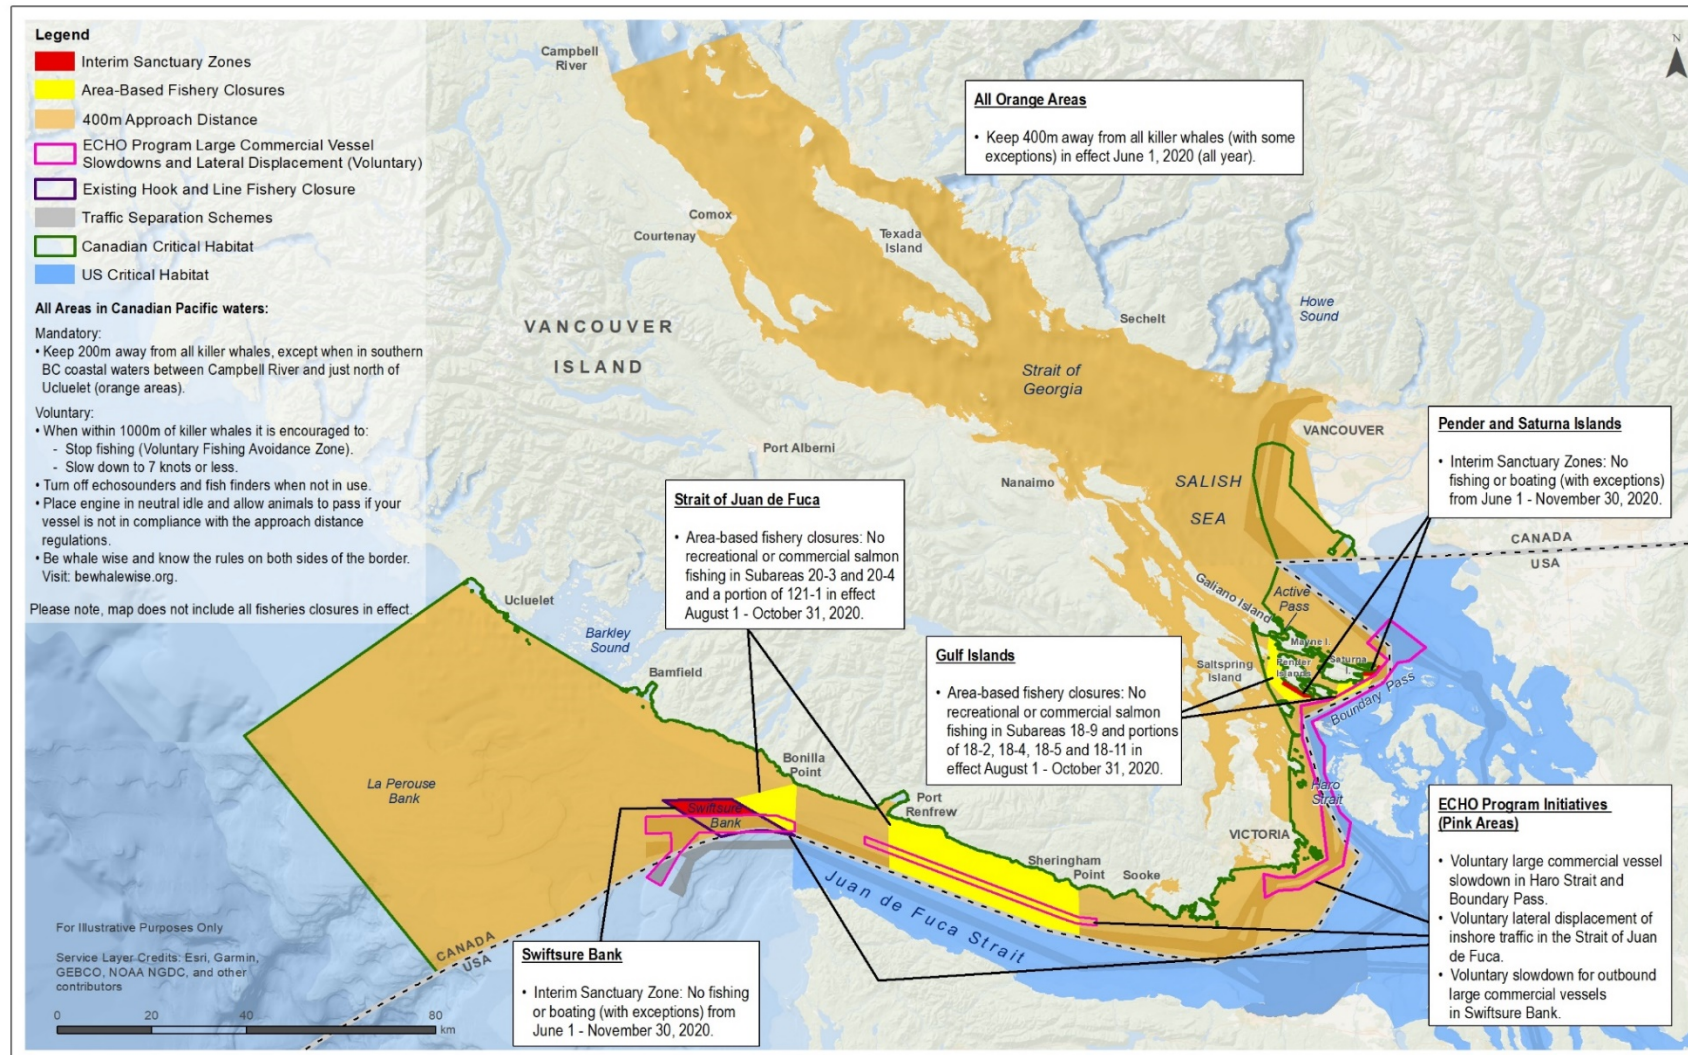 Legend
Interim Sanctuary Zones
Area-Based Fishery Closures
400m Approach Distance
ECHO Program Large Commercial Vessel
Slowdowns and Lateral Displacement (Voluntary)
Existing Hook and Line Fishery Closure
Traffic Separation Schemes
Canadian Critical Habitat
US Critical Habitat
All Areas in Canadian Pacific waters:
Mandatory:
• Keep 200m away from all killer whales, except when in southern
BC coastal waters between Campbell River and just north of
Ucluelet (orange areas).
Voluntary:
• When within 1000m of killer whales it is encouraged to:
- Stop fishing (Voluntary Fishing Avoidance Zone).
- Slow down to 7 knots or less.
• Turn off echosounders and fish finders when not in use.
• Place engine in neutral idle and allow animals to pass if your
vessel is not in compliance with the approach distance
regulations.
• Be whale wise and know the rules on both sides of the border.
Visit: bewhalewise.org.
Please note, map does not include all fisheries closures in effect.
Campbell
River
N
All Orange Areas
• Keep 400m away from all killer whales (with some
exceptions) in effect June 1, 2020 (all year).
Comox
Courtenay
Texada
Island
VANCOUVER
ISLAND
Sechelt
Howe
Sound
Strait of
Georgia
Port Alberni
Nanaimo
VANCOUVER
SALISH
SEA
Pender and Saturna Islands
• Interim Sanctuary Zones: No
fishing or boating (with exceptions)
from June 1 - November 30, 2020.
CANADA
USA
Strait of Juan de Fuca
• Area-based fishery closures: No
recreational or commercial salmon
fishing in Subareas 20-3 and 20-4
and a portion of 121-1 in effect
August 1 - October 31, 2020.
Ucluelet
Barkley
Sound
Bamfield
Galiano Island
Active
Pass
Mayne I.
Saturna
I.
Pender
Islands
Saltspring
Island
Boundary Pass
Gulf Islands
• Area-based fishery closures: No
recreational or commercial salmon
fishing in Subareas 18-9 and portions
of 18-2, 18-4, 18-5 and 18-11 in
effect August 1 - October 31, 2020.
La Perouse
Bank
Bonilla
Point
Swiftsure
Bank
Port
Renfrew
Haro
Strait
VICTORIA
Sheringham
Point
Sooke
Juan de Fuca Strait
ECHO Program Initiatives
(Pink Areas)
• Voluntary large commercial vessel
slowdown in Haro Strait and
Boundary Pass.
• Voluntary lateral displacement of
inshore traffic in the Strait of Juan
de Fuca.
• Voluntary slowdown for outbound
large commercial vessels
in Swiftsure Bank.
CANADA
USA
Swiftsure Bank
• Interim Sanctuary Zone: No fishing
or boating (with exceptions) from
June 1 - November 30, 2020.
For Illustrative Purposes Only
Service Layer Credits: Esri, Garmin,
GEBCO, NOAA NGDC, and other
contributors
0 20 40 80
km